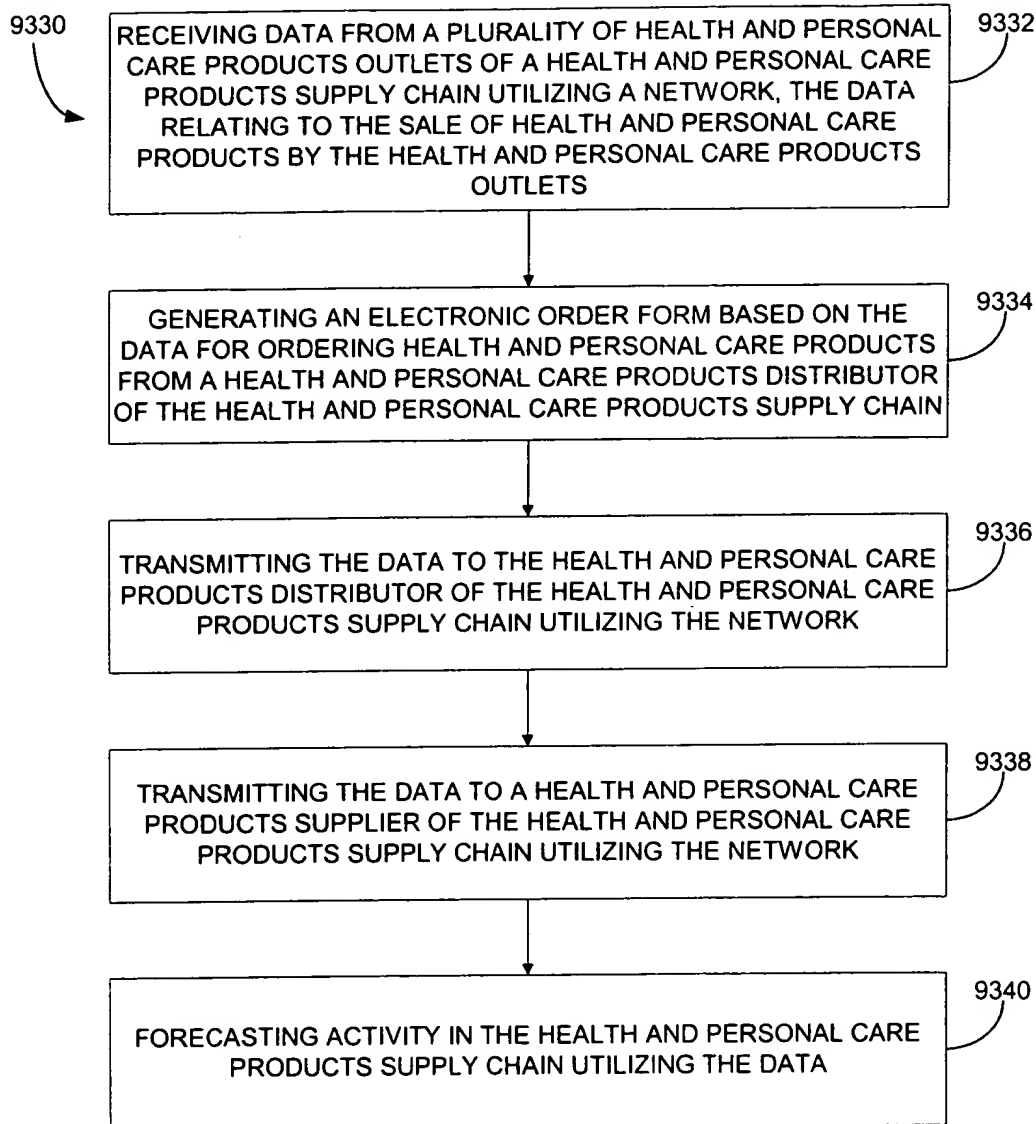 9330
RECEIVING DATA FROM A PLURALITY OF HEALTH AND PERSONAL
CARE PRODUCTS OUTLETS OF A HEALTH AND PERSONAL CARE
PRODUCTS SUPPLY CHAIN UTILIZING A NETWORK, THE DATA
RELATING TO THE SALE OF HEALTH AND PERSONAL CARE
PRODUCTS BY THE HEALTH AND PERSONAL CARE PRODUCTS
OUTLETS
9332
GENERATING AN ELECTRONIC ORDER FORM BASED ON THE
DATA FOR ORDERING HEALTH AND PERSONAL CARE PRODUCTS
FROM A HEALTH AND PERSONAL CARE PRODUCTS DISTRIBUTOR
OF THE HEALTH AND PERSONAL CARE PRODUCTS SUPPLY CHAIN
9334
TRANSMITTING THE DATA TO THE HEALTH AND PERSONAL CARE
PRODUCTS DISTRIBUTOR OF THE HEALTH AND PERSONAL CARE
PRODUCTS SUPPLY CHAIN UTILIZING THE NETWORK
9336
TRANSMITTING THE DATA TO A HEALTH AND PERSONAL CARE
PRODUCTS SUPPLIER OF THE HEALTH AND PERSONAL CARE
PRODUCTS SUPPLY CHAIN UTILIZING THE NETWORK
9338
FORECASTING ACTIVITY IN THE HEALTH AND PERSONAL CARE
PRODUCTS SUPPLY CHAIN UTILIZING THE DATA
9340